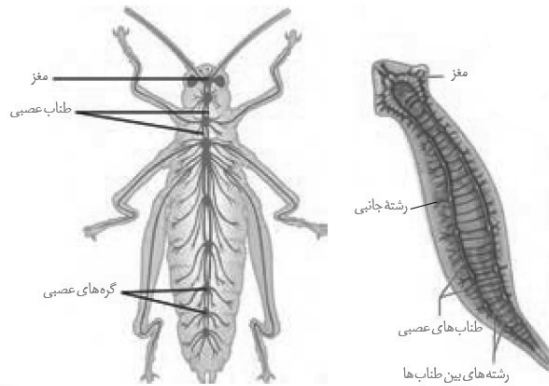 مغز
طناب عصبی
گره‌های عصبی
مغز
رشتهٔ جانبی
طناب‌های عصبی
رشته‌های بین طناب‌ها